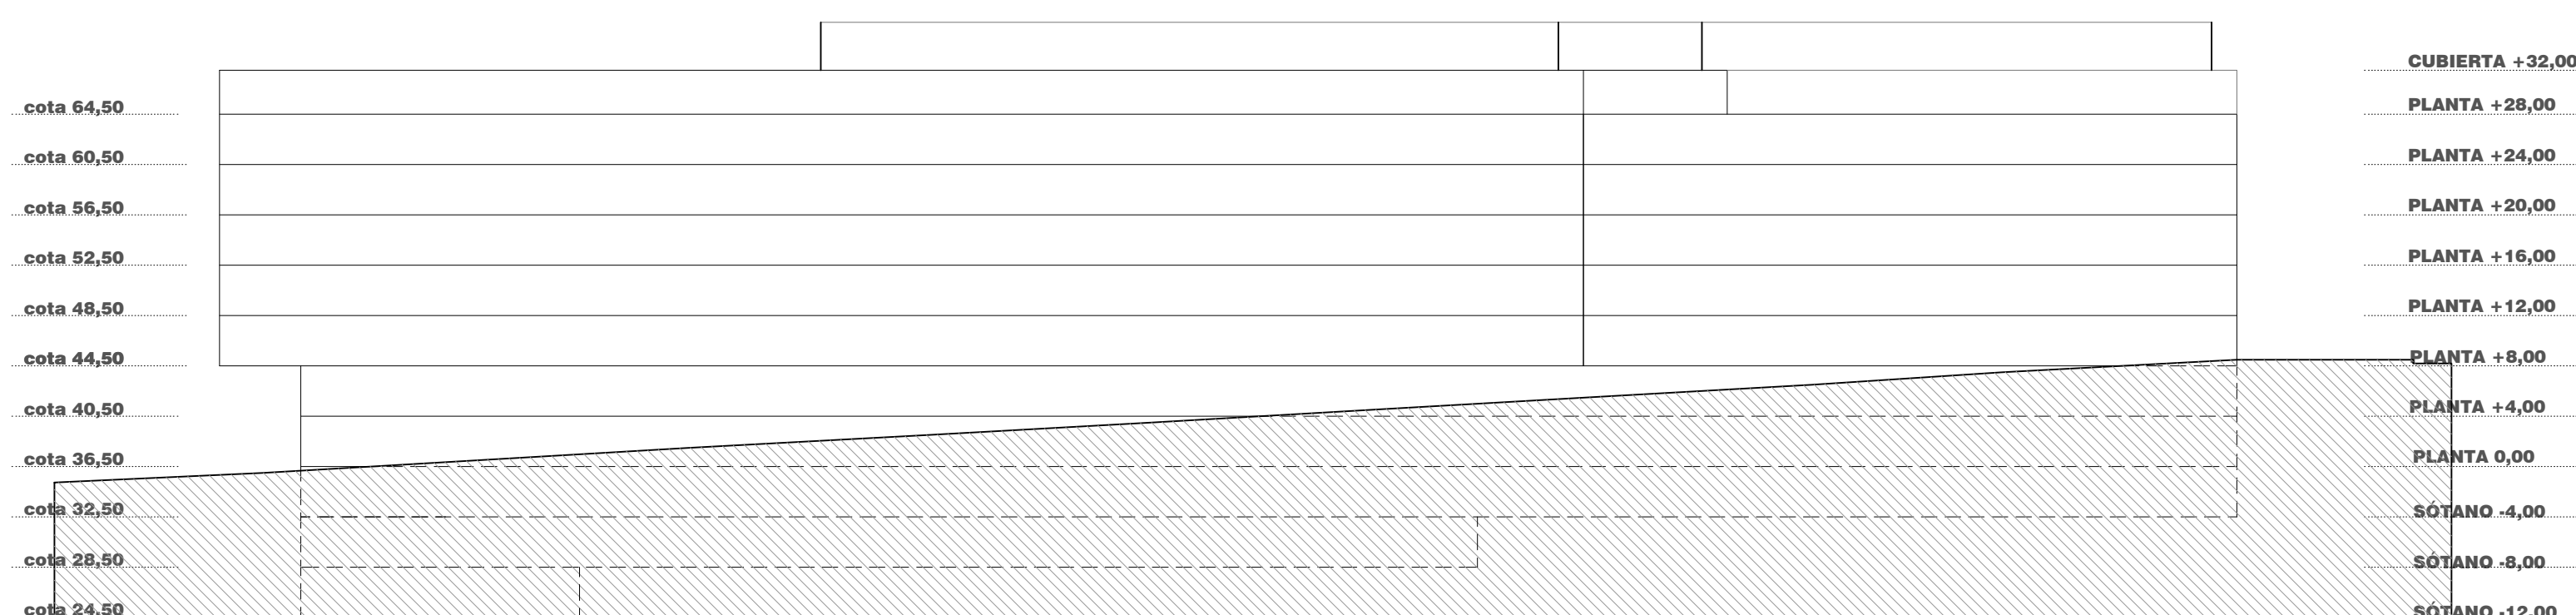 CUBIERTA +32,00
cota 64,50
PLANTA +28,00
cota 60,50
PLANTA +24,00
cota 56,50
PLANTA +20,00
cota 52,50
PLANTA +16,00
cota 48,50
PLANTA +12,00
cota 44,50
PLANTA +8,00
cota 40,50
PLANTA +4,00
cota 36,50
PLANTA 0,00
cota 32,50
SÓTANO -4,00
cota 28,50
SÓTANO -8,00
cota 24,50
SÓTANO -12,00